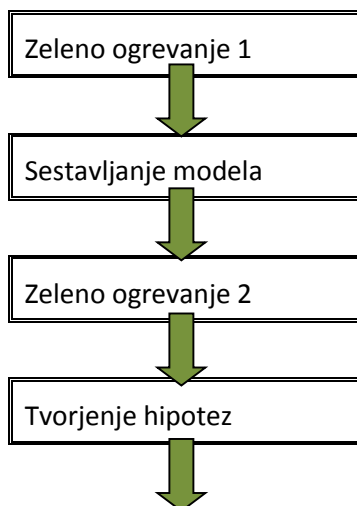 Zeleno ogrevanje 1
Sestavljanje modela
Zeleno ogrevanje 2
Tvorjenje hipotez